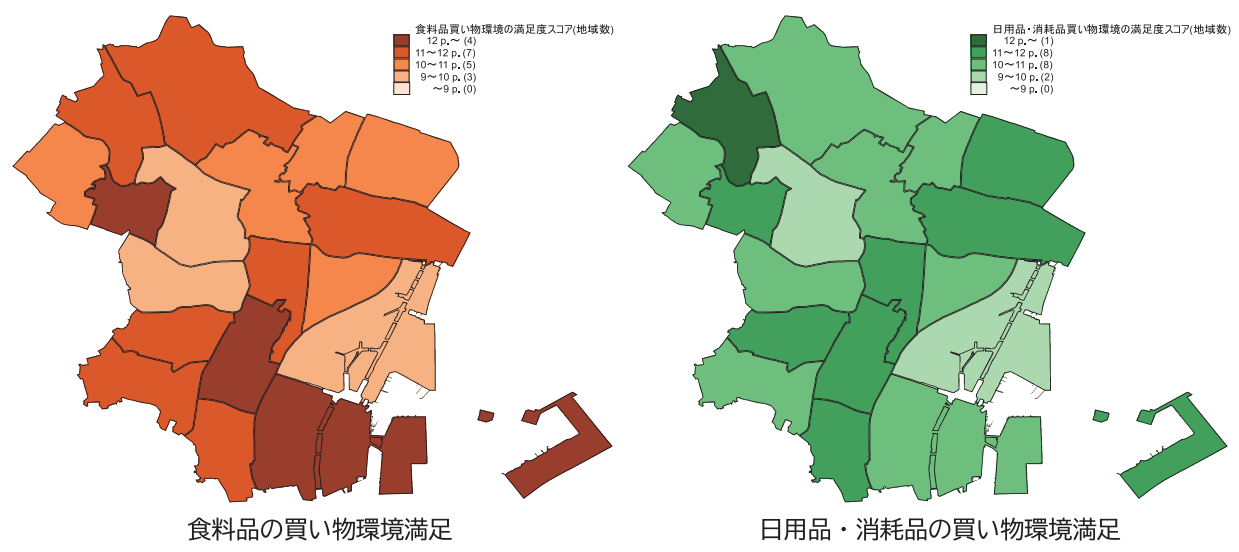 食料品買い物環境の満足度スコア(地域数)
12 p.～ (4)
11～12 p.(7)
10～11 p.(5)
9～10 p.(3)
～9 p.(0)
日用品・消耗品買い物環境の満足度スコア(地域数)
12 p.～ (1)
11～12 p.(8)
10～11 p.(8)
9～10 p.(2)
～9 p.(0)
食料品の買い物環境満足
日用品・消耗品の買い物環境満足